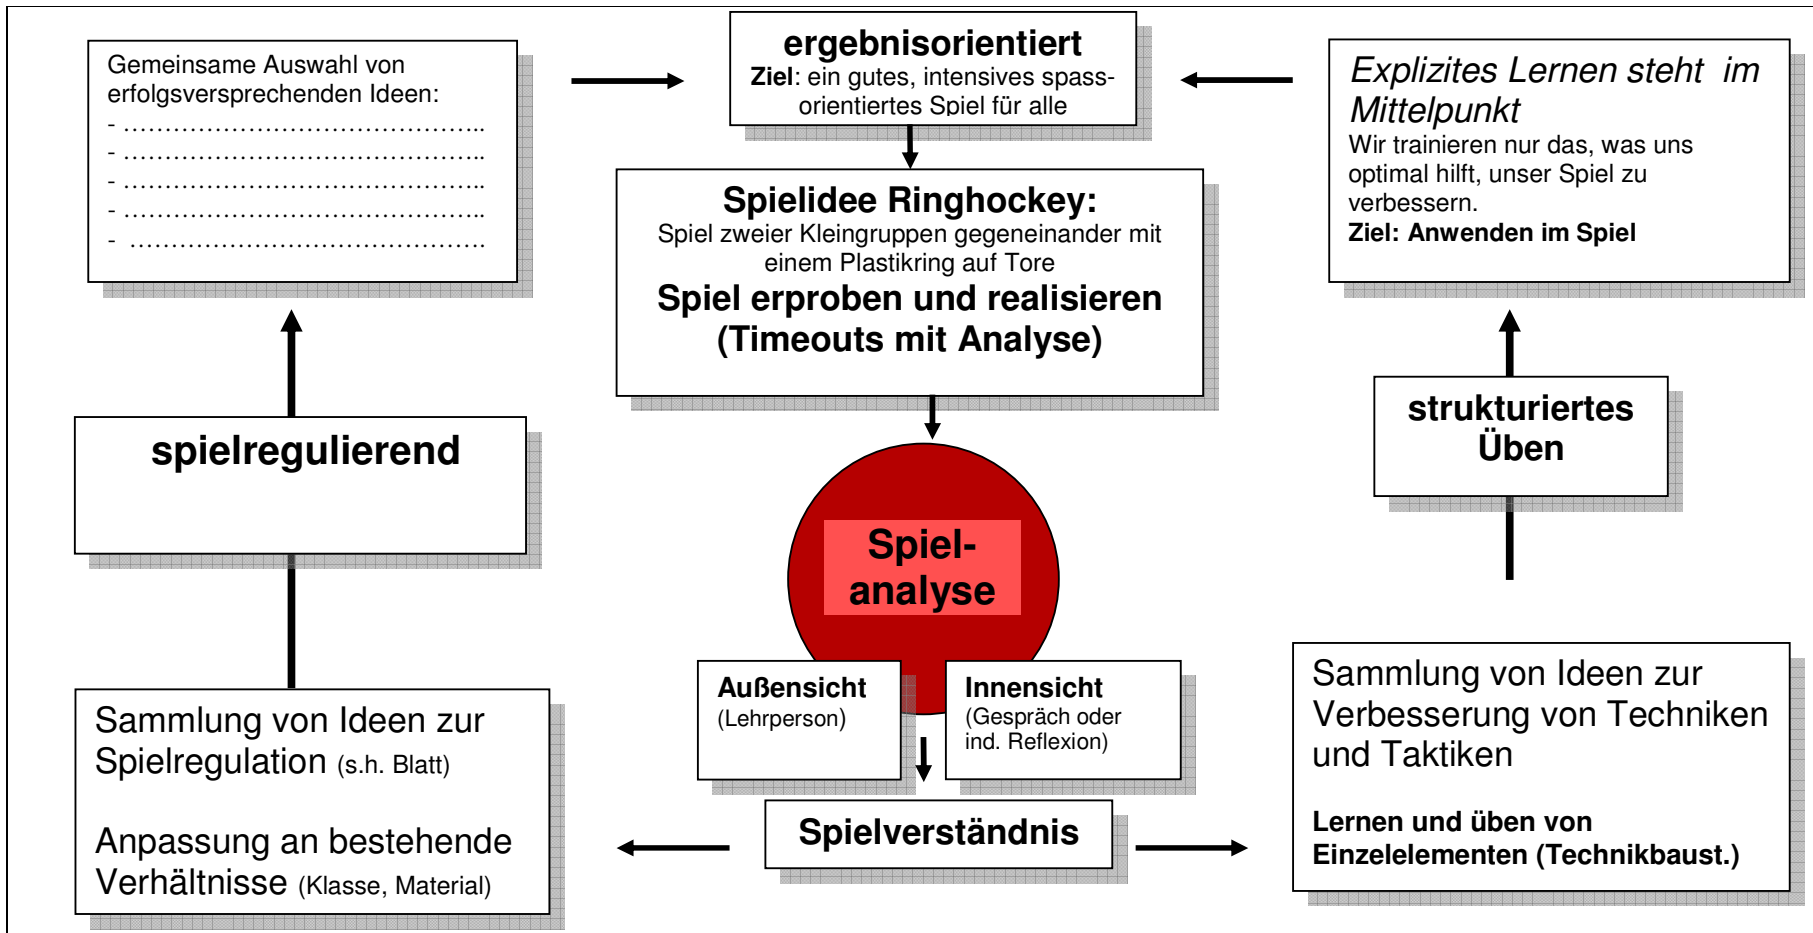 Gemeinsame Auswahl von
erfolgsversprechenden Ideen:
- ………………………………………..
- ………………………………………..
- ………………………………………..
- ………………………………………..
- …………………………………….
ergebnisorientiert
Ziel: ein gutes, intensives spass-
orientiertes Spiel für alle
Explizites Lernen steht im
Mittelpunkt
Wir trainieren nur das, was uns
optimal hilft, unser Spiel zu
verbessern.
Ziel: Anwenden im Spiel
Spielidee Ringhockey:
Spiel zweier Kleingruppen gegeneinander mit
einem Plastikring auf Tore
Spiel erproben und realisieren
(Timeouts mit Analyse)
spielregulierend
strukturiertes
Üben
Spiel-
analyse
Außensicht
(Lehrperson)
Innensicht
(Gespräch oder
ind. Reflexion)
Sammlung von Ideen zur
Spielregulation (s.h. Blatt)
Anpassung an bestehende
Verhältnisse (Klasse, Material)
Spielverständnis
Sammlung von Ideen zur
Verbesserung von Techniken
und Taktiken
Lernen und üben von
Einzelelementen (Technikbaust.)